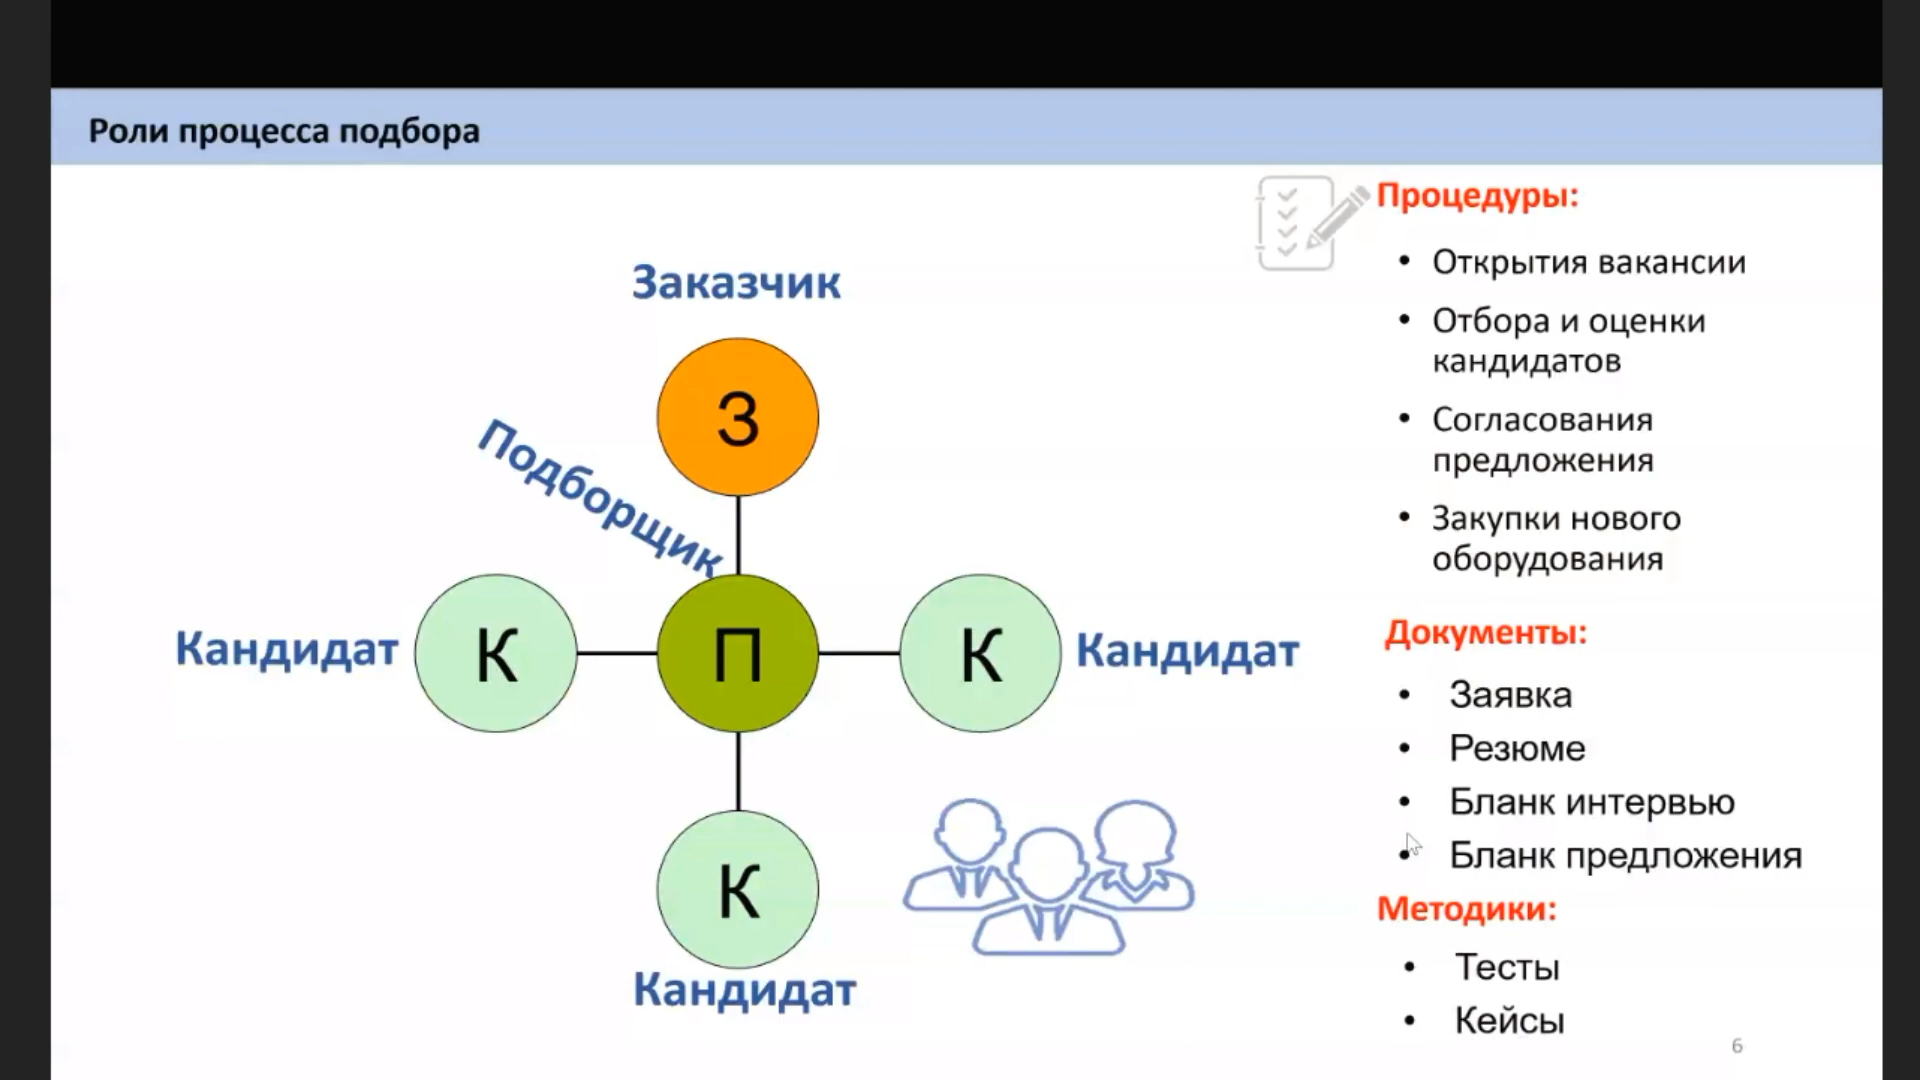 Роли процесса подбора
Заказчик
З
Подборщик
Кандидат
К
П
К
Кандидат
К
Кандидат
Процедуры:
• Открытия вакансии
• Отбора и оценки
кандидатов
• Согласования
предложения
• Закупки нового
оборудования
Документы:
• Заявка
• Резюме
• Бланк интервью
• Бланк предложения
Методики:
• Тесты
• Кейсы
6